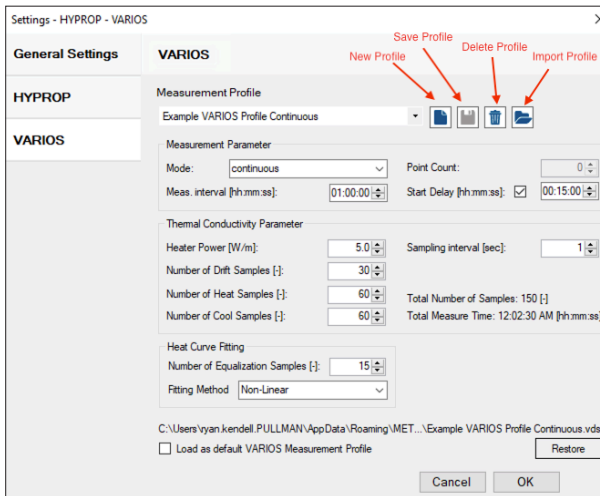 Settings - HYPROP - VARIOS
General Settings
HYPROP
VARIOS
VARIOS
Save Profile
New Profile
Delete Profile
Import Profile
Measurement Profile
Example VARIOS Profile Continuous
Measurement Parameter
Mode: continuous Point Count: 0
Meas. interval [hh:mm:ss]: 01:00:00 Start Delay [hh:mm:ss]: 00:15:00
Thermal Conductivity Parameter
Heater Power [W/m]: 5.0 Sampling interval [sec]: 1
Number of Drift Samples [-]: 30
Number of Heat Samples [-]: 60 Total Number of Samples: 150 [-]
Number of Cool Samples [-]: 60 Total Measure Time: 12:02:30 AM [hh:mm:ss]
Heat Curve Fitting
Number of Equalization Samples [-]: 15
Fitting Method Non-Linear
C:\Users\ryan.kendell.PULLMAN\AppData\Roaming\MET...\Example VARIOS Profile Continuous.vds
Load as default VARIOS Measurement Profile Restore
Cancel OK